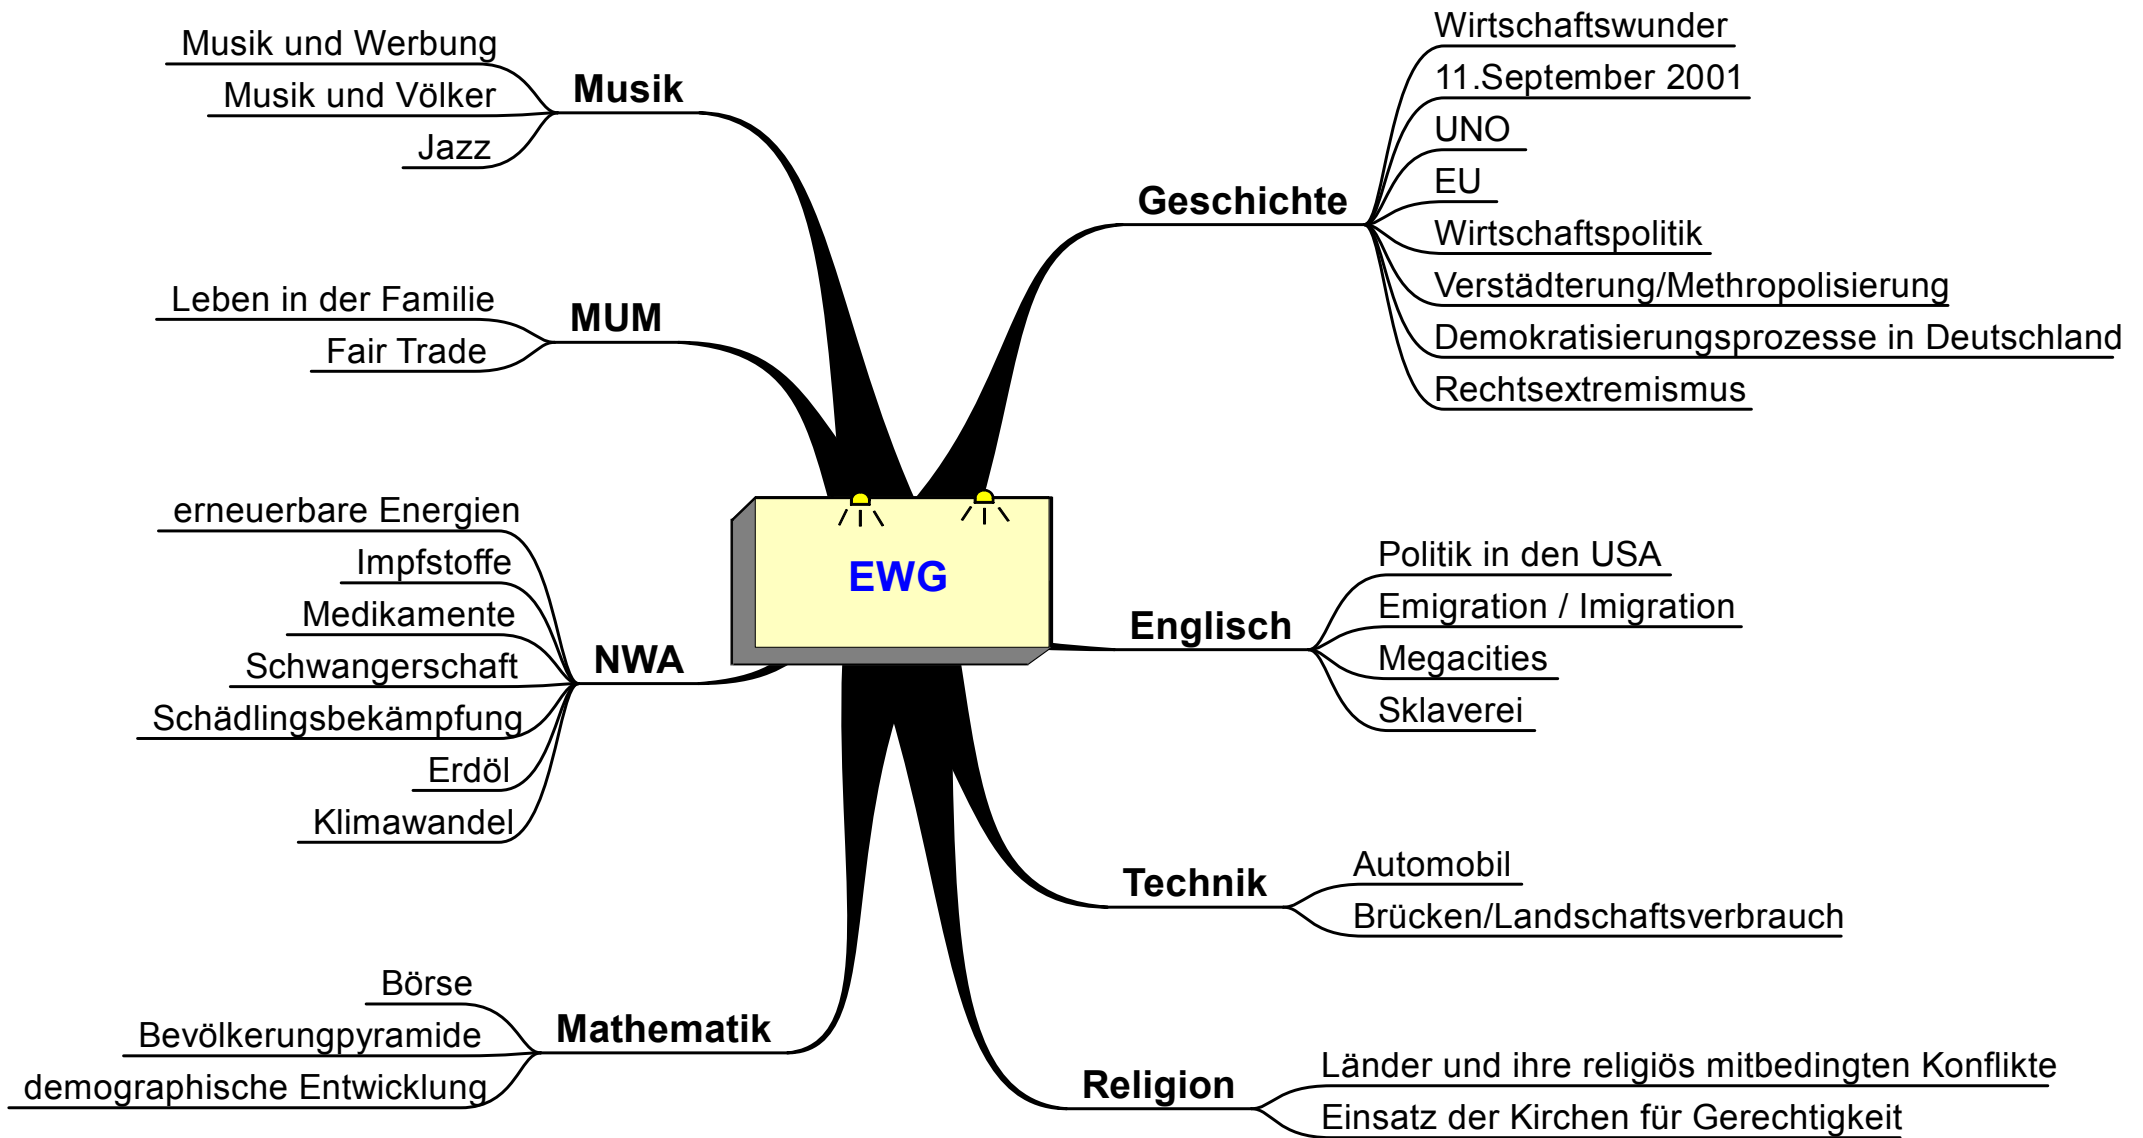 EWG
Musik
Musik und Werbung
Musik und Völker
Jazz
MUM
Leben in der Familie
Fair Trade
NWA
erneuerbare Energien
Impfstoffe
Medikamente
Schwangerschaft
Schädlingsbekämpfung
Erdöl
Klimawandel
Mathematik
Börse
Bevölkerungpyramide
demographische Entwicklung
Geschichte
Wirtschaftswunder
11.September 2001
UNO
EU
Wirtschaftspolitik
Verstädterung/Methropolisierung
Demokratisierungsprozesse in Deutschland
Rechtsextremismus
Englisch
Politik in den USA
Emigration / Imigration
Megacities
Sklaverei
Technik
Automobil
Brücken/Landschaftsverbrauch
Religion
Länder und ihre religiös mitbedingten Konflikte
Einsatz der Kirchen für Gerechtigkeit